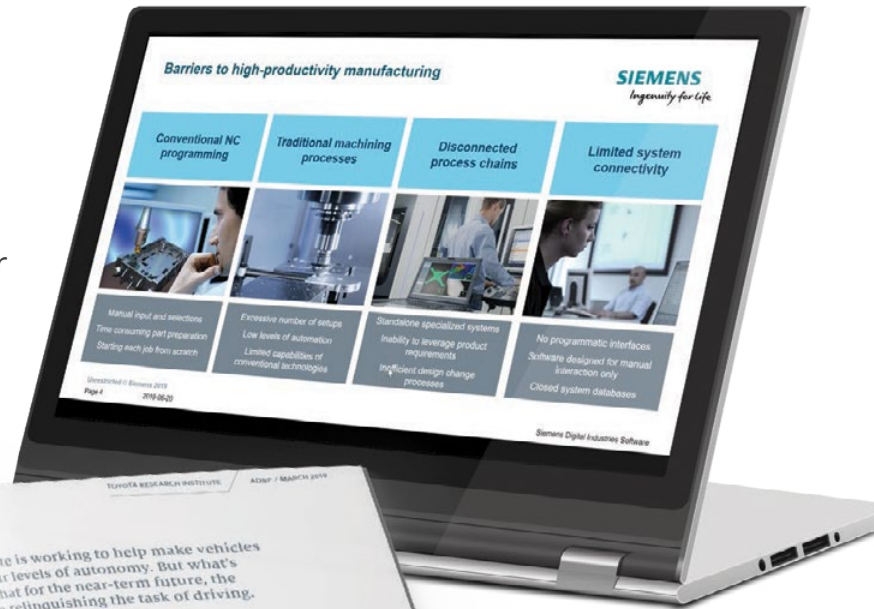 Barriers to high-productivity manufacturing
SIEMENS
Ingenuity for life
Conventional NC
programming
Traditional machining
processes
Disconnected
process chains
Limited system
connectivity
Manual input and selections
Time consuming part preparation
Starting each job from scratch
Excessive number of setups
Low levels of automation
Limited capabilities of
conventional technologies
Standalone specialized systems
Inability to leverage product
requirements
Inefficient design change
processes
No programmatic interfaces
Software designed for manual
interaction only
Closed system databases
Unrestricted © Siemens 2019
Page 4 2019-06-20
Siemens Digital Industries Software
TOYOTA RESEARCH INSTITUTE / MARCH 2019
is working to help make vehicles
levels of autonomy. But what's
for the near-term future, the
relinquishing the task of driving.